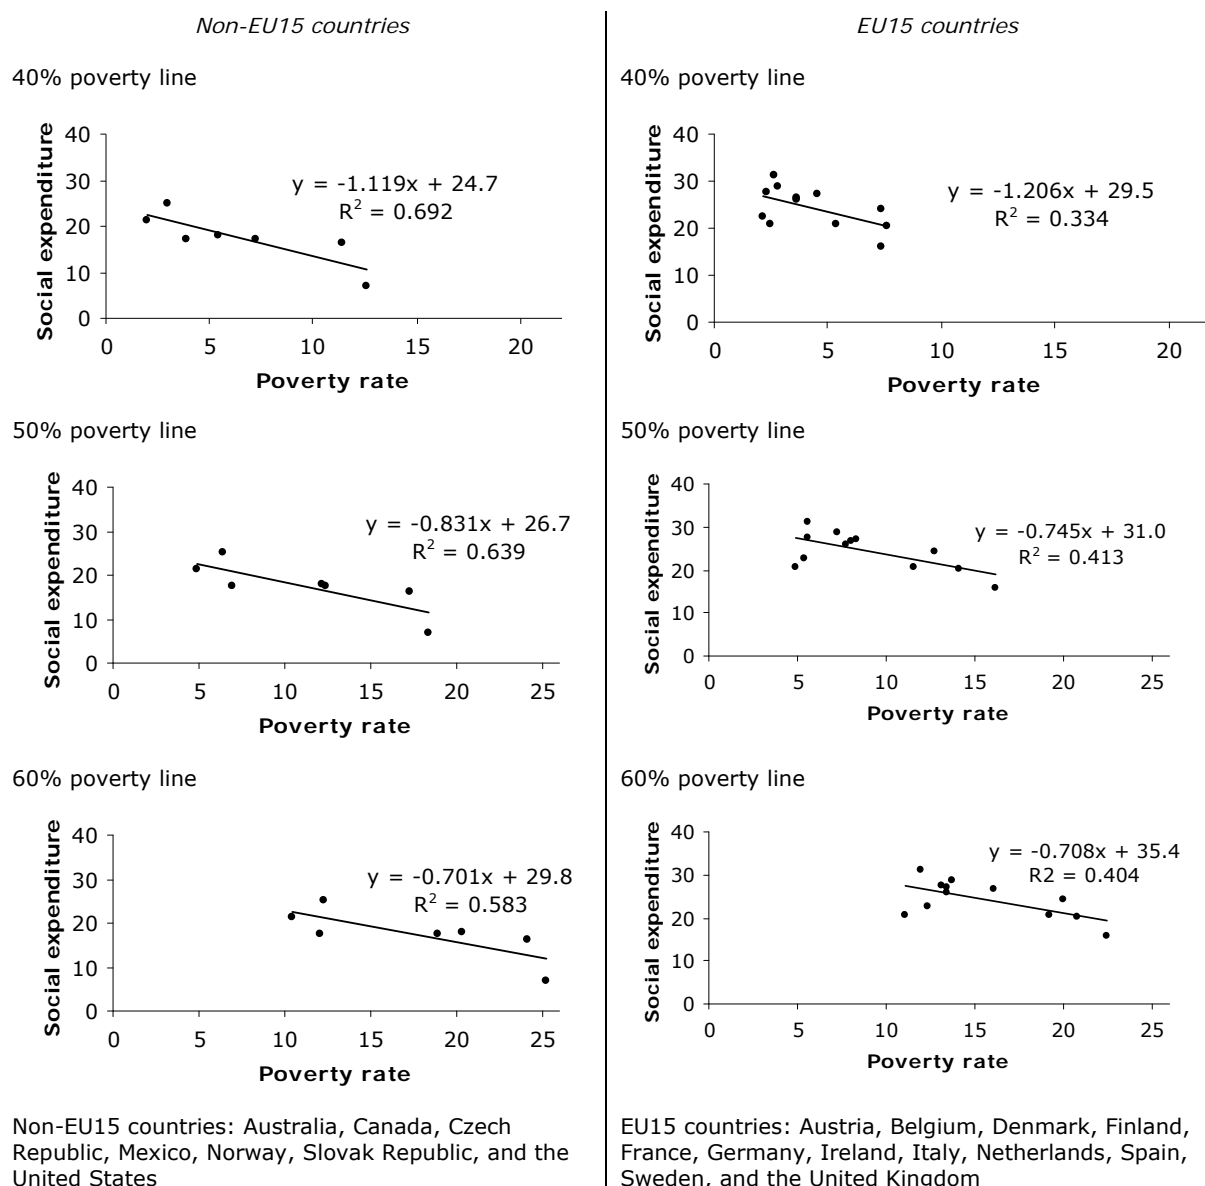 Non-EU15 countries
40% poverty line
Social expenditure
40
30
20
10
0
y = -1.119x + 24.7
R² = 0.692
0 5 10 15 20
Poverty rate
50% poverty line
Social expenditure
40
30
20
10
0
y = -0.831x + 26.7
R² = 0.639
0 5 10 15 20 25
Poverty rate
60% poverty line
Social expenditure
40
30
20
10
0
y = -0.701x + 29.8
R² = 0.583
0 5 10 15 20 25
Poverty rate
Non-EU15 countries: Australia, Canada, Czech
Republic, Mexico, Norway, Slovak Republic, and the
United States
EU15 countries
40% poverty line
Social expenditure
40
30
20
10
0
y = -1.206x + 29.5
R² = 0.334
0 5 10 15 20
Poverty rate
50% poverty line
Social expenditure
40
30
20
10
0
y = -0.745x + 31.0
R² = 0.413
0 5 10 15 20 25
Poverty rate
60% poverty line
Social expenditure
40
30
20
10
0
y = -0.708x + 35.4
R2 = 0.404
0 5 10 15 20 25
Poverty rate
EU15 countries: Austria, Belgium, Denmark, Finland,
France, Germany, Ireland, Italy, Netherlands, Spain,
Sweden, and the United Kingdom